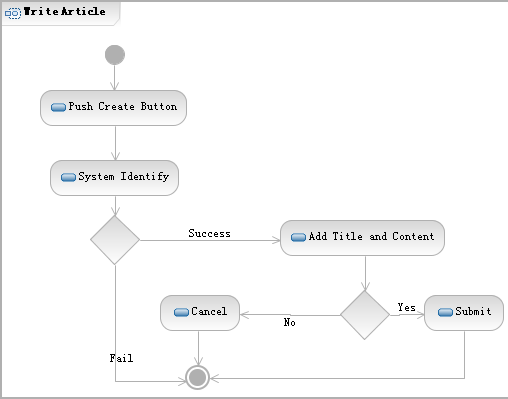 WriteArticle
Push Create Button
System Identify
Success
Add Title and Content
Cancel
No
Yes
Submit
Fail